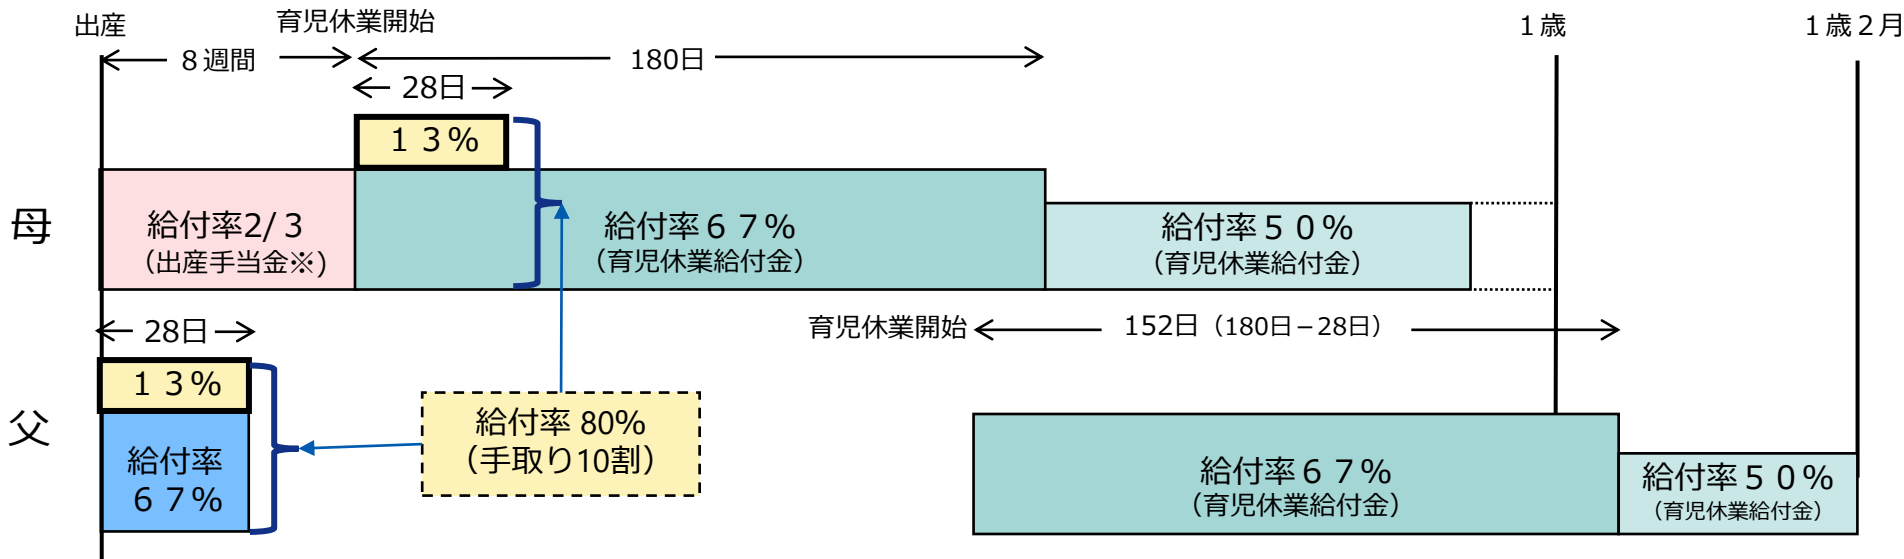 出産
育児休業開始
1歳
1歳2月
8週間
180日
28日
13%
母
給付率2/3
(出産手当金※)
給付率67%
(育児休業給付金)
給付率50%
(育児休業給付金)
28日
育児休業開始
152日(180日-28日)
13%
父
給付率
67%
給付率 80%
(手取り10割)
給付率67%
(育児休業給付金)
給付率50%
(育児休業給付金)